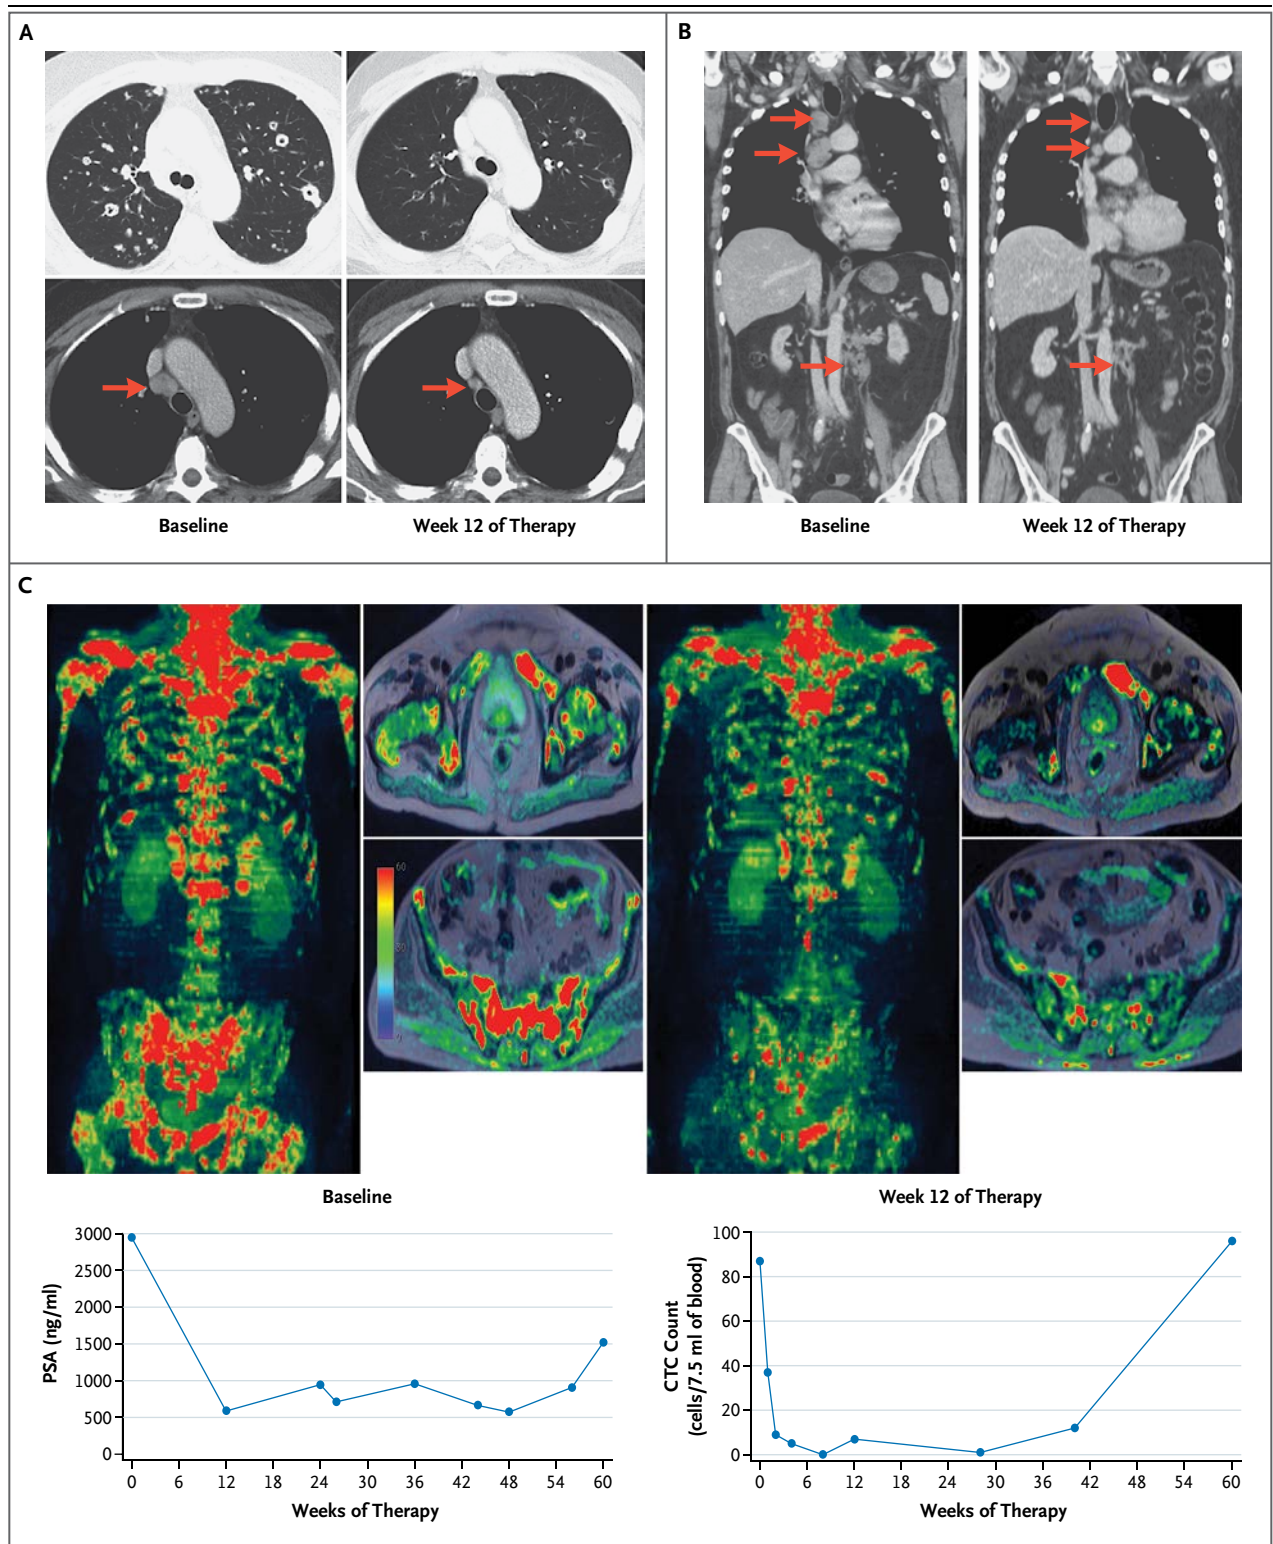 A
B
Baseline
Week 12 of Therapy
Baseline
Week 12 of Therapy
C
60
30
0
Baseline
Week 12 of Therapy
PSA (ng/ml)
3000
2500
2000
1500
1000
500
0
0 6 12 18 24 30 36 42 48 54 60
Weeks of Therapy
CTC Count
(cells/7.5 ml of blood)
100
80
60
40
20
0
0 6 12 18 24 30 36 42 48 54 60
Weeks of Therapy